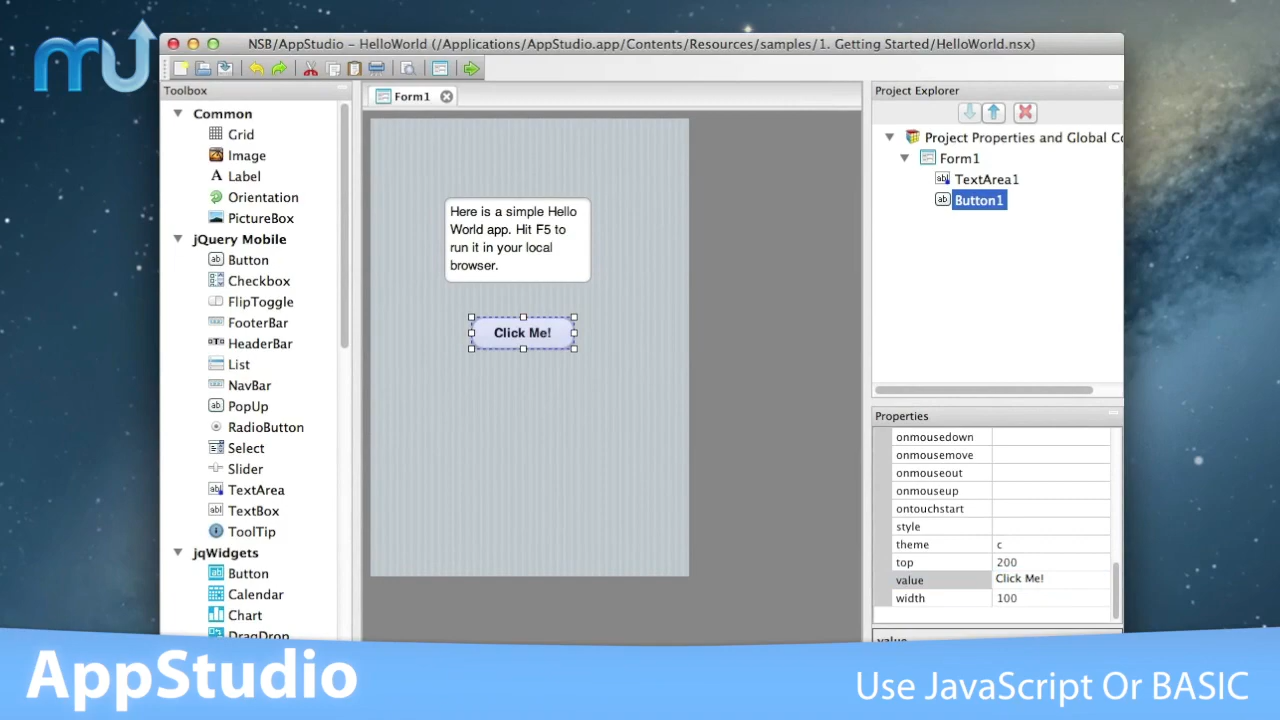 mu
NSB/AppStudio – HelloWorld (/Applications/AppStudio.app/Contents/Resources/samples/1. Getting Started/HelloWorld.nsx)
Toolbox
Common
Grid
Image
A Label
Orientation
PictureBox
jQuery Mobile
Button
Checkbox
FlipToggle
FooterBar
HeaderBar
List
NavBar
PopUp
RadioButton
Select
Slider
TextArea
TextBox
ToolTip
jqWidgets
Button
Calendar
Chart
DragDrop
Form1
Here is a simple Hello
World app. Hit F5 to
run it in your local
browser.
Click Me!
Project Explorer
Project Properties and Global Co
Form1
TextArea1
Button1
Properties
onmousedown
onmousemove
onmouseout
onmouseup
ontouchstart
style
theme c
top 200
value Click Me!
width 100
value
AppStudio
Use JavaScript Or BASIC